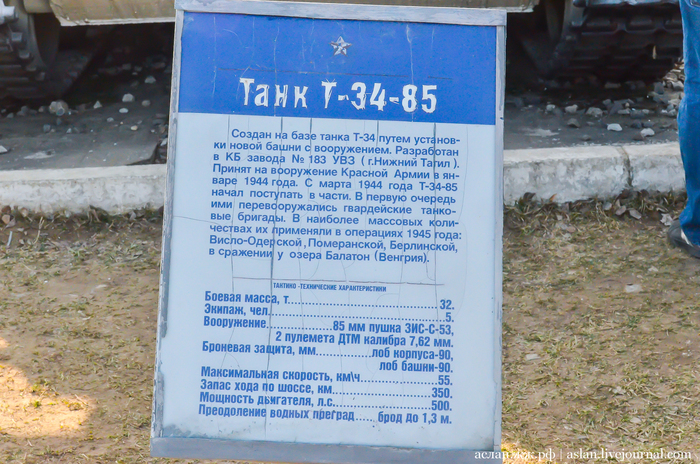 Танк Т-34-85
Создан на базе танка Т-34 путем установ-
ки новой башни с вооружением. Разработан
в КБ завода № 183 УВЗ ( г.Нижний Тагил ).
Принят на вооружение Красной Армии в ян-
варе 1944 года. С марта 1944 года Т-34-85
начал поступать в части. В первую очередь
ими перевооружались гвардейские танко-
вые бригады. В наиболее массовых коли-
чествах их применяли в операциях 1945 года:
Висло-Одерской, Померанской, Берлинской,
в сражении у озера Балатон (Венгрия).
ТАКТИКО -ТЕХНИЧЕСКИЕ ХАРАКТЕРИСТИКИ
Боевая масса, т........................32.
Экипаж, чел..............................5.
Вооружение............85 мм пушка ЗИС-С-53,
2 пулемета ДТМ калибра 7,62 мм.
Броневая защита, мм...........лоб корпуса-90,
лоб башни-90.
Максимальная скорость, км\ч............55.
Запас хода по шоссе, км................350.
Мощность двигателя, л.с................500.
Преодоление водных преград......брод до 1,3 м.
| aslan.livejournal.com